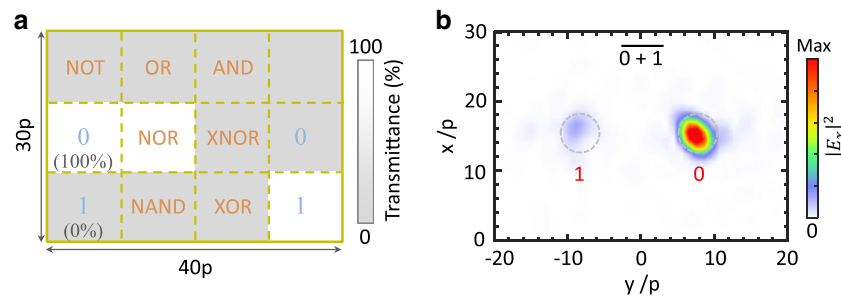 a
30p
NOT OR AND
0 NOR XNOR 0
(100%)
1 NAND XOR 1
(0%)
40p
100
Transmittance (%)
0
b
30
20
10
0
x /p
0 + 1
1
0
-20 -10 0 10 20
y /p
Max
|Eₓ|²
0